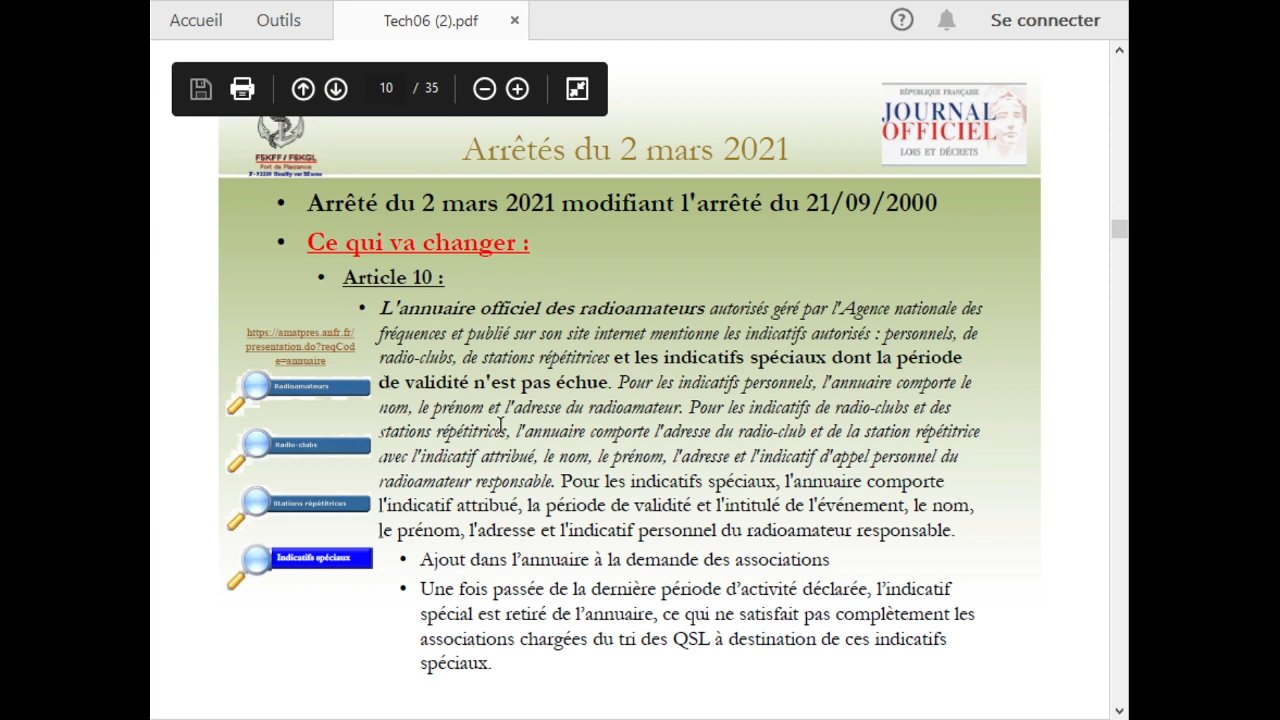 Accueil Outils Tech06 (2).pdf × ? Se connecter
10 / 35
RÉPUBLIQUE FRANÇAISE
JOURNAL
OFFICIEL
LOIS ET DÉCRETS
F5KFF / F6KGL
Port de Plaisance
F-93330 Neuilly sur Marne
Arrêtés du 2 mars 2021
• Arrêté du 2 mars 2021 modifiant l'arrêté du 21/09/2000
• Ce qui va changer :
• Article 10 :
• L'annuaire officiel des radioamateurs autorisés géré par l'Agence nationale des
fréquences et publié sur son site internet mentionne les indicatifs autorisés : personnels, de
radio-clubs, de stations répétitrices et les indicatifs spéciaux dont la période
de validité n'est pas échue. Pour les indicatifs personnels, l'annuaire comporte le
nom, le prénom et l'adresse du radioamateur. Pour les indicatifs de radio-clubs et des
stations répétitrices, l'annuaire comporte l'adresse du radio-club et de la station répétitrice
avec l'indicatif attribué, le nom, le prénom, l'adresse et l'indicatif d'appel personnel du
radioamateur responsable. Pour les indicatifs spéciaux, l'annuaire comporte
l'indicatif attribué, la période de validité et l'intitulé de l'événement, le nom,
le prénom, l'adresse et l'indicatif personnel du radioamateur responsable.
• Ajout dans l’annuaire à la demande des associations
• Une fois passée de la dernière période d’activité déclarée, l’indicatif
spécial est retiré de l’annuaire, ce qui ne satisfait pas complètement les
associations chargées du tri des QSL à destination de ces indicatifs
spéciaux.
https://amatpres.anfr.fr/
presentation.do?reqCod
e=annuaire
Radioamateurs
Radio-clubs
Stations répétitrices
Indicatifs spéciaux